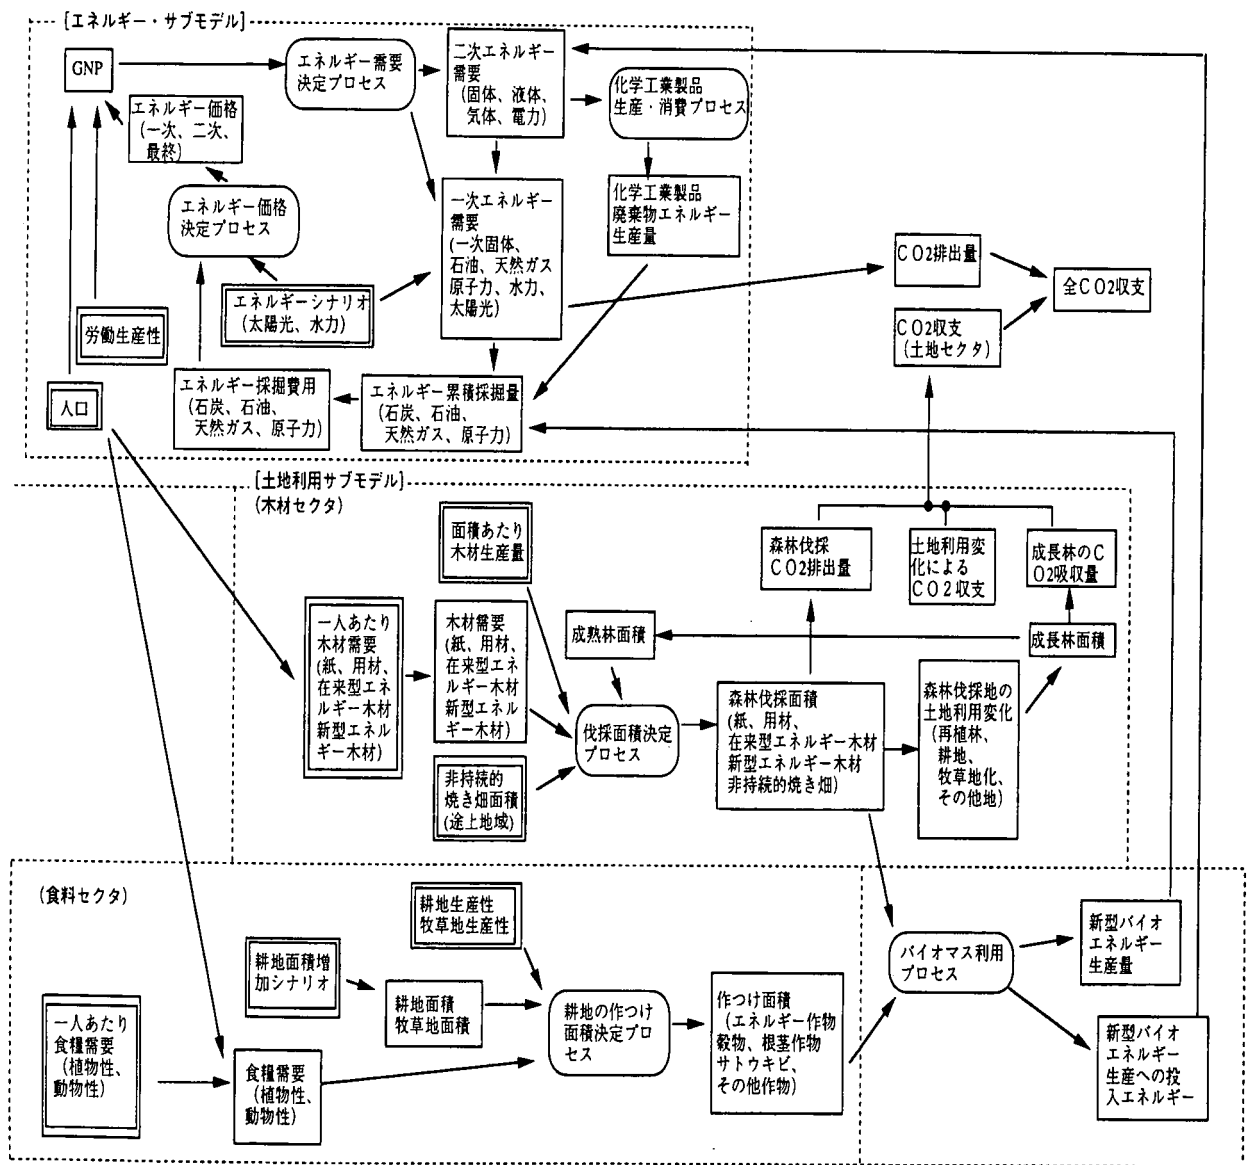 [エネルギー・サブモデル]
GNP
エネルギー需要
決定プロセス
二次エネルギー
需要
(固体、液体、
気体、電力)
化学工業製品
生産・消費プロセス
エネルギー価格
(一次、二次、
最終)
エネルギー価格
決定プロセス
一次エネルギー
需要
(一次固体、
石油、天然ガス
原子力、水力、
太陽光)
化学工業製品
廃棄物エネルギー
生産量
エネルギーシナリオ
(太陽光、水力)
労働生産性
人口
エネルギー採掘費用
(石炭、石油、
天然ガス、原子力)
エネルギー累積採掘量
(石炭、石油、
天然ガス、原子力)
CO2排出量
全CO2収支
CO2収支
(土地セクタ)
[土地利用サブモデル]
(木材セクタ)
面積あたり
木材生産量
森林伐採
CO2排出量
土地利用変
化による
CO2収支
成長林のC
O2吸収量
一人あたり
木材需要
(紙、用材、
在来型エネ
ルギー木材
新型エネル
ギー木材)
木材需要
(紙、用材、
在来型エネ
ルギー木材
新型エネル
ギー木材)
成熟林面積
成長林面積
伐採面積決定
プロセス
森林伐採面積
(紙、用材、
在来型エネルギー木材
新型エネルギー木材
非持続的焼き畑)
森林伐採地の
土地利用変化
(再植林、
耕地、
牧草地化、
その他地)
非持続的
焼き畑面積
(途上地域)
(食料セクタ)
耕地生産性
牧草地生産性
耕地面積増
加シナリオ
耕地面積
牧草地面積
耕地の作つけ
面積決定プロ
セス
作つけ面積
(エネルギー作物
穀物、根茎作物
サトウキビ、
その他作物)
一人あたり
食糧需要
(植物性、
動物性)
食糧需要
(植物性、
動物性)
バイオマス利用
プロセス
新型バイオ
エネルギー
生産量
新型バイオ
エネルギー
生産への投
入エネルギー